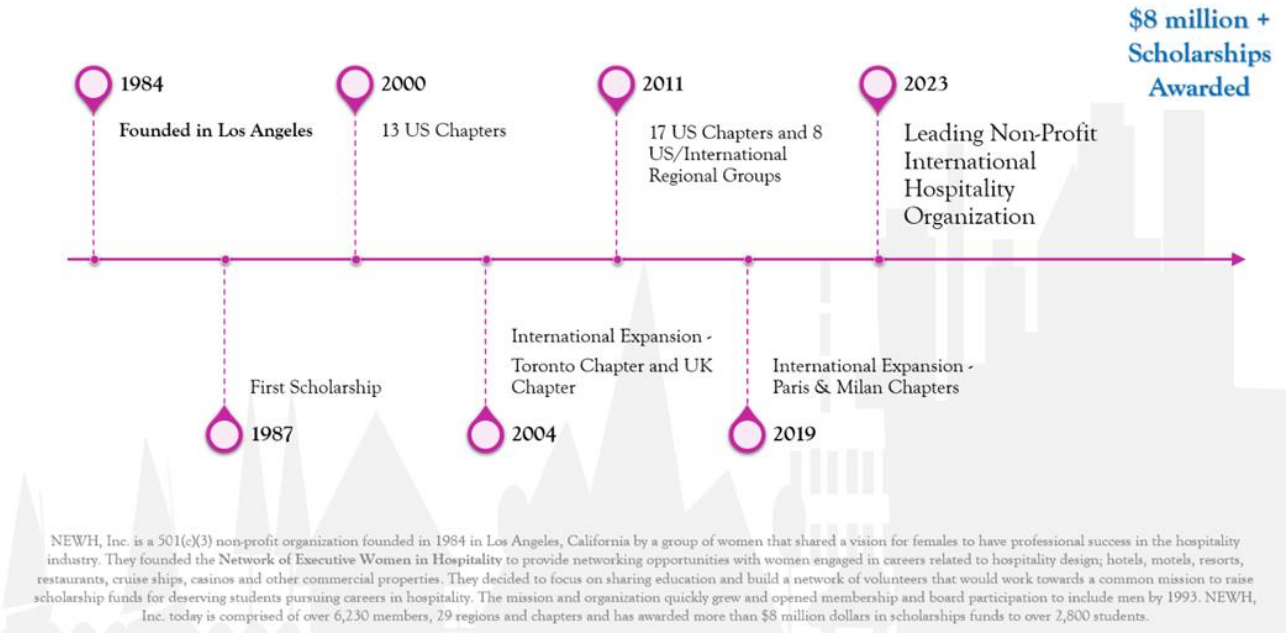 $8 million +
Scholarships
Awarded
1984
Founded in Los Angeles
1987
First Scholarship
2000
13 US Chapters
2004
International Expansion -
Toronto Chapter and UK
Chapter
2011
17 US Chapters and 8
US/International
Regional Groups
2019
International Expansion -
Paris & Milan Chapters
2023
Leading Non-Profit
International
Hospitality
Organization
NEWH, Inc. is a 501(c)(3) non-profit organization founded in 1984 in Los Angeles, California by a group of women that shared a vision for females to have professional success in the hospitality
industry. They founded the Network of Executive Women in Hospitality to provide networking opportunities with women engaged in careers related to hospitality design; hotels, motels, resorts,
restaurants, cruise ships, casinos and other commercial properties. They decided to focus on sharing education and build a network of volunteers that would work towards a common mission to raise
scholarship funds for deserving students pursuing careers in hospitality. The mission and organization quickly grew and opened membership and board participation to include men by 1993. NEWH,
Inc. today is comprised of over 6,230 members, 29 regions and chapters and has awarded more than $8 million dollars in scholarships funds to over 2,800 students.